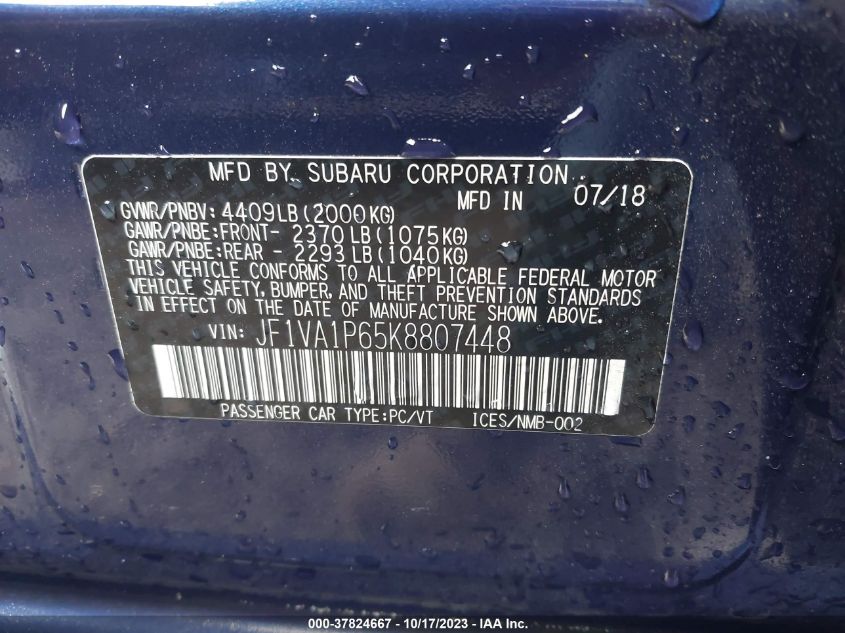 MFD BY SUBARU CORPORATION
MFD IN 07/18
GVWR/PNBV: 4409LB(2000KG)
GAWR/PNBE:FRONT- 2370LB(1075KG)
GAWR/PNBE:REAR - 2293LB(1040KG)
THIS VEHICLE CONFORMS TO ALL APPLICABLE FEDERAL MOTOR
VEHICLE SAFETY, BUMPER, AND THEFT PREVENTION STANDARDS
IN EFFECT ON THE DATE OF MANUFACTURE SHOWN ABOVE.
VIN: JF1VA1P65K8807448
PASSENGER CAR TYPE:PC/VT ICES/NMB-002
000-37824667 - 10/17/2023 - IAA Inc.